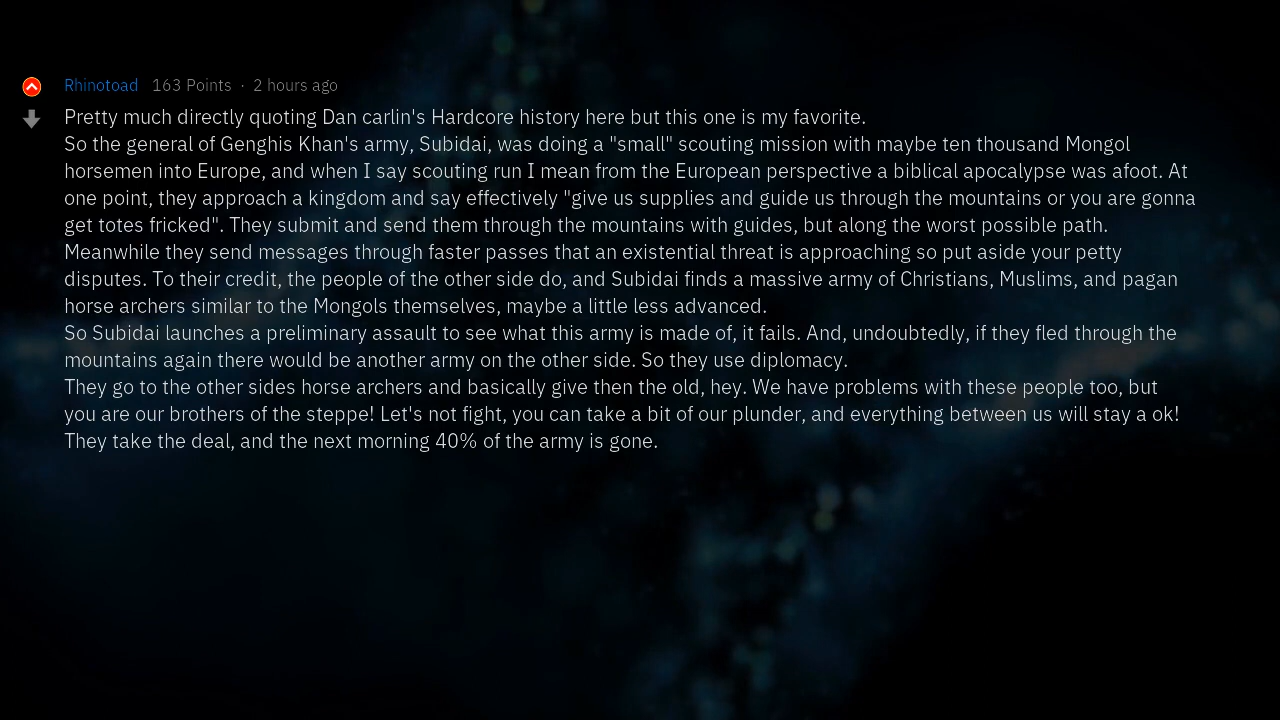 Rhinotoad 163 Points · 2 hours ago
Pretty much directly quoting Dan carlin's Hardcore history here but this one is my favorite.
So the general of Genghis Khan's army, Subidai, was doing a "small" scouting mission with maybe ten thousand Mongol
horsemen into Europe, and when I say scouting run I mean from the European perspective a biblical apocalypse was afoot. At
one point, they approach a kingdom and say effectively "give us supplies and guide us through the mountains or you are gonna
get totes fricked". They submit and send them through the mountains with guides, but along the worst possible path.
Meanwhile they send messages through faster passes that an existential threat is approaching so put aside your petty
disputes. To their credit, the people of the other side do, and Subidai finds a massive army of Christians, Muslims, and pagan
horse archers similar to the Mongols themselves, maybe a little less advanced.
So Subidai launches a preliminary assault to see what this army is made of, it fails. And, undoubtedly, if they fled through the
mountains again there would be another army on the other side. So they use diplomacy.
They go to the other sides horse archers and basically give then the old, hey. We have problems with these people too, but
you are our brothers of the steppe! Let's not fight, you can take a bit of our plunder, and everything between us will stay a ok!
They take the deal, and the next morning 40% of the army is gone.